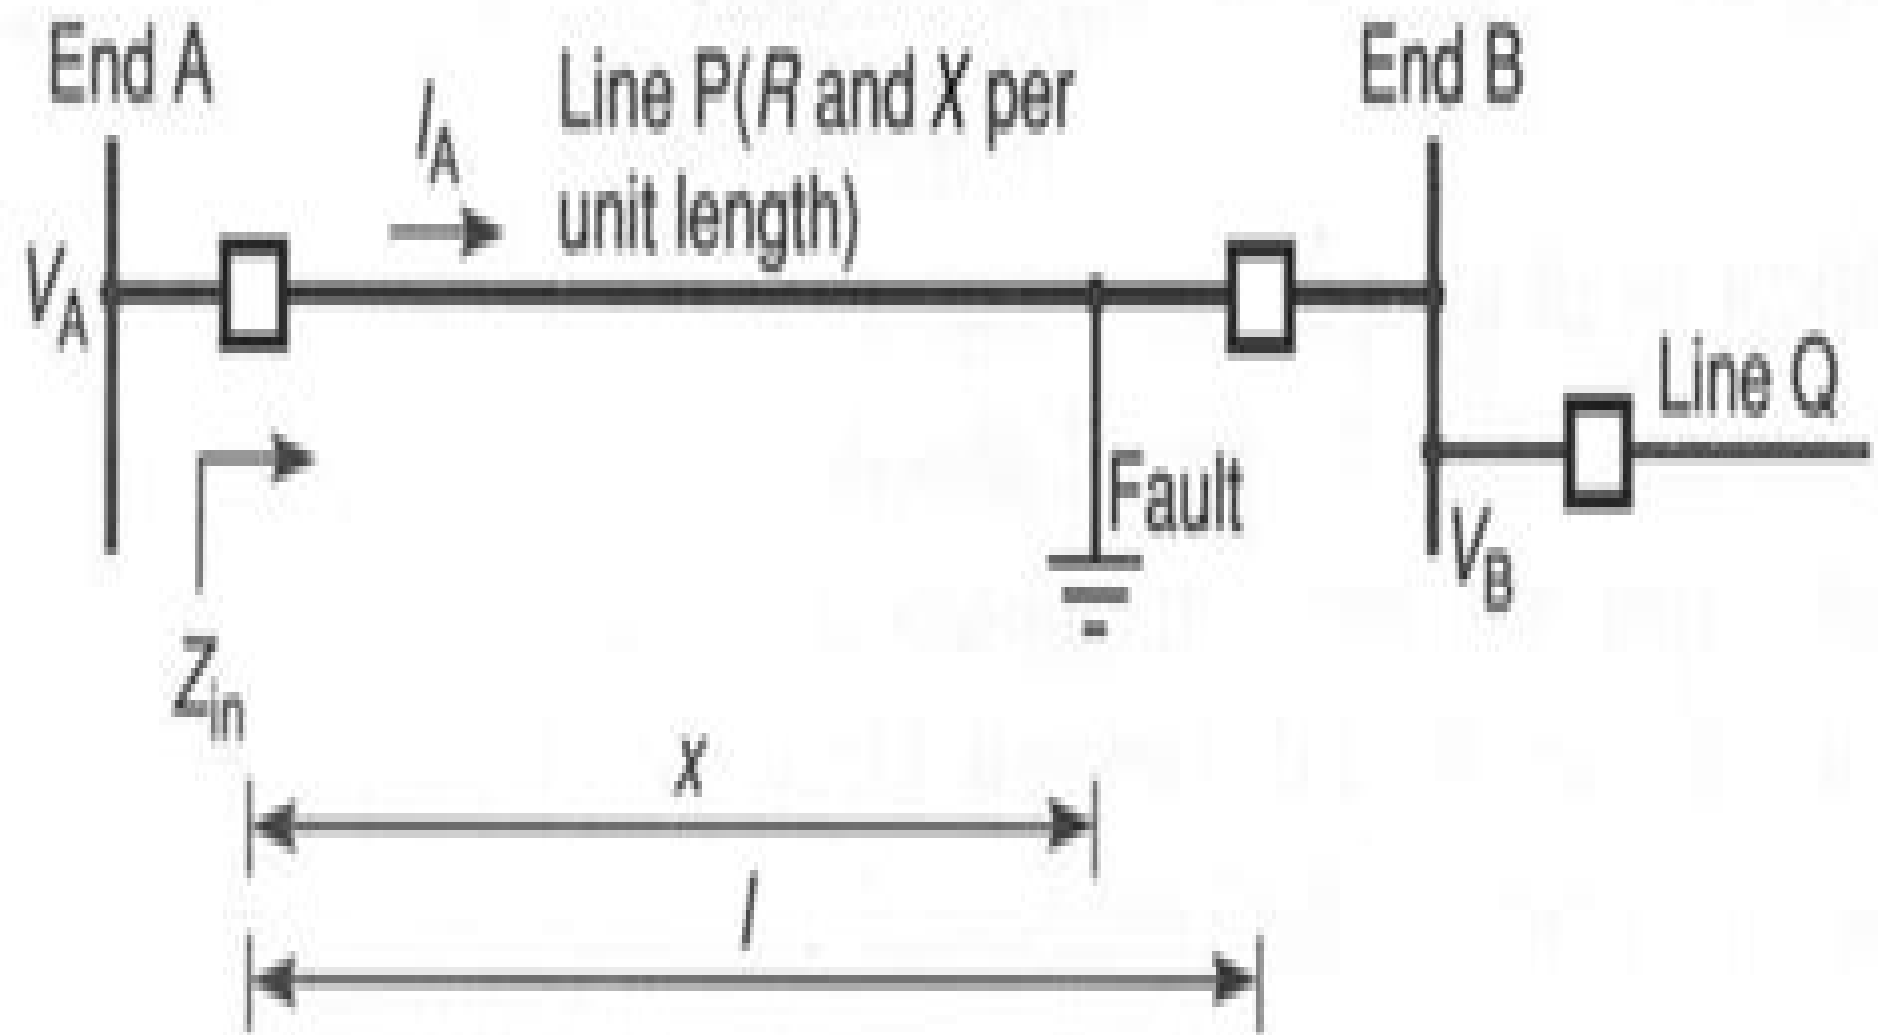 End A
I_A
Line P(R and X per
unit length)
End B
V_A
Line Q
Fault
V_B
Z_in
x
l